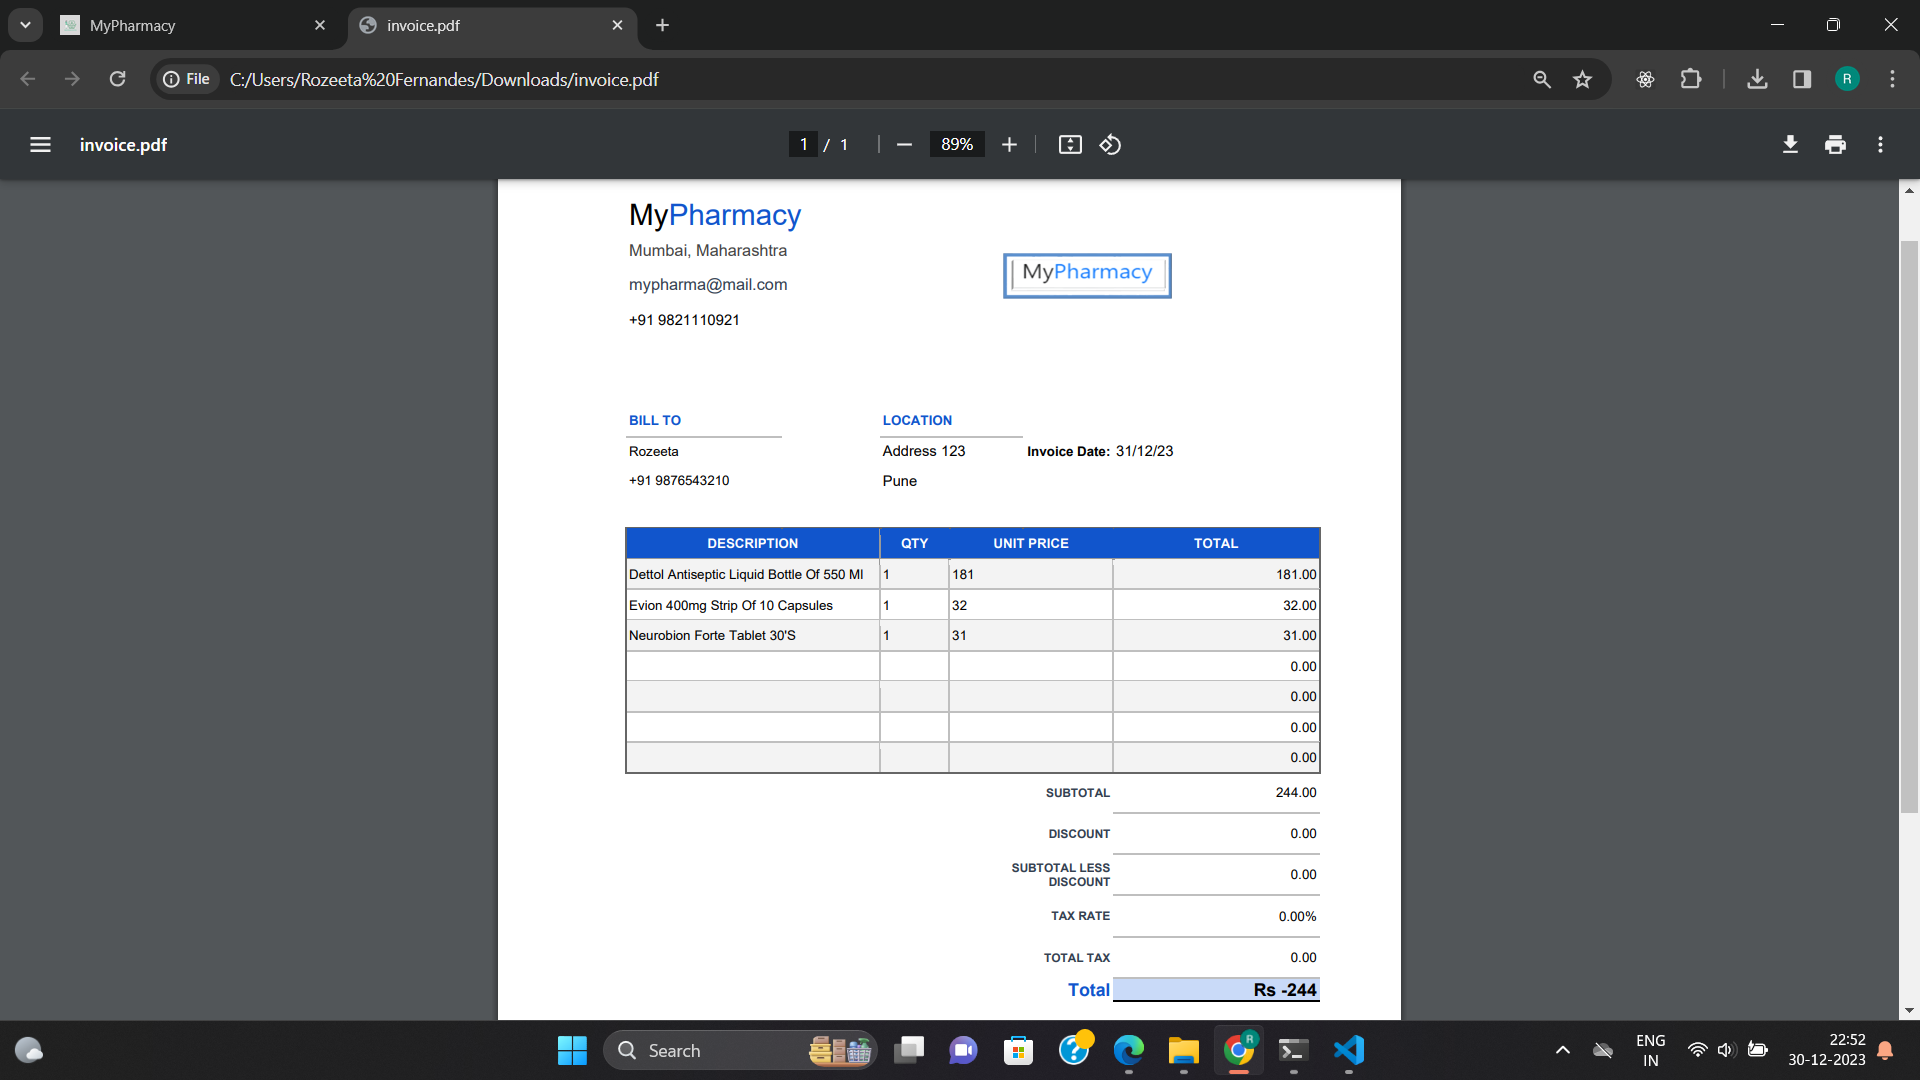 MyPharmacy
invoice.pdf
File
C:/Users/Rozeeta%20Fernandes/Downloads/invoice.pdf
R
invoice.pdf
1 / 1
89%
MyPharmacy
Mumbai, Maharashtra
MyPharmacy
mypharma@mail.com
+91 9821110921
BILL TO
LOCATION
Rozeeta
Address 123
Invoice Date: 31/12/23
+91 9876543210
Pune
DESCRIPTION QTY UNIT PRICE TOTAL
Dettol Antiseptic Liquid Bottle Of 550 Ml 1 181 181.00
Evion 400mg Strip Of 10 Capsules 1 32 32.00
Neurobion Forte Tablet 30'S 1 31 31.00
0.00
0.00
0.00
0.00
SUBTOTAL 244.00
DISCOUNT 0.00
SUBTOTAL LESS
DISCOUNT 0.00
TAX RATE 0.00%
TOTAL TAX 0.00
Total Rs -244
Search
R
ENG
IN
22:52
30-12-2023